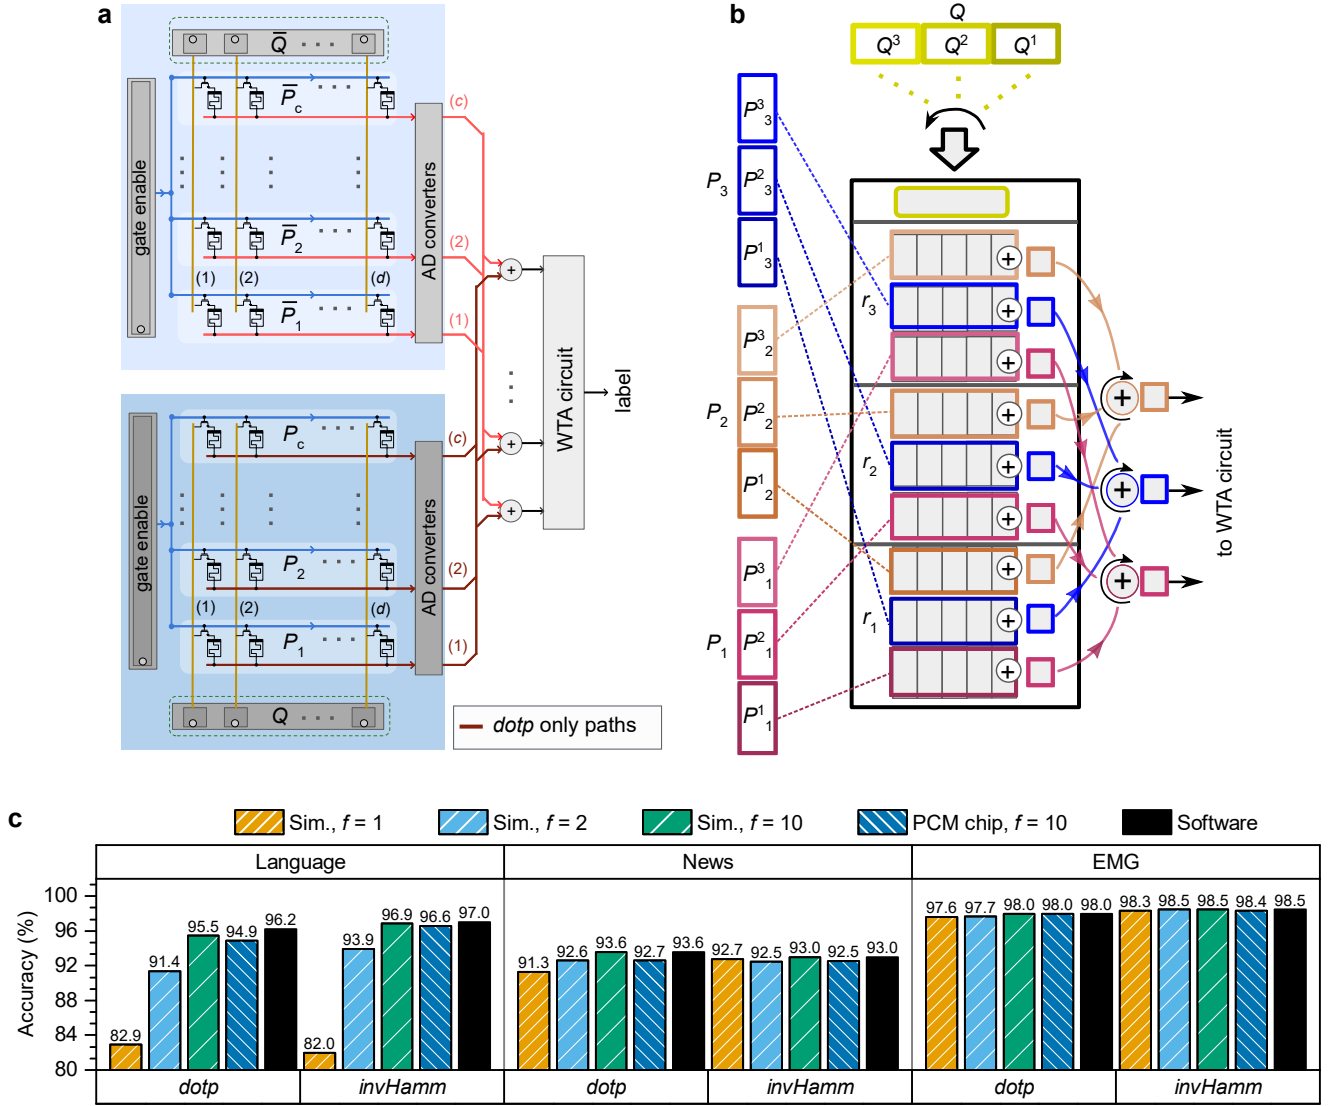 a
Q̅ · · ·
gate enable
P̅c
(c)
P̅2
(2)
(1) (2) (d)
P̅1
(1)
AD converters
WTA circuit
label
gate enable
Pc
(c)
P2
(2)
(1) (2) (d)
P1
(1)
AD converters
Q · · ·
dotp only paths
b
Q
Q³ Q² Q¹
P3
P³3
P²3
P¹3
P2
P³2
P²2
P¹2
P1
P³1
P²1
P¹1
r3
r2
r1
to WTA circuit
c
Sim., f = 1 Sim., f = 2 Sim., f = 10 PCM chip, f = 10 Software
Language News EMG
Accuracy (%)
100
96
92
88
84
80
82.9 91.4 95.5 94.9 96.2 82.0 93.9 96.9 96.6 97.0
91.3 92.6 93.6 92.7 93.6 92.7 92.5 93.0 92.5 93.0
97.6 97.7 98.0 98.0 98.0 98.3 98.5 98.5 98.4 98.5
dotp invHamm dotp invHamm dotp invHamm